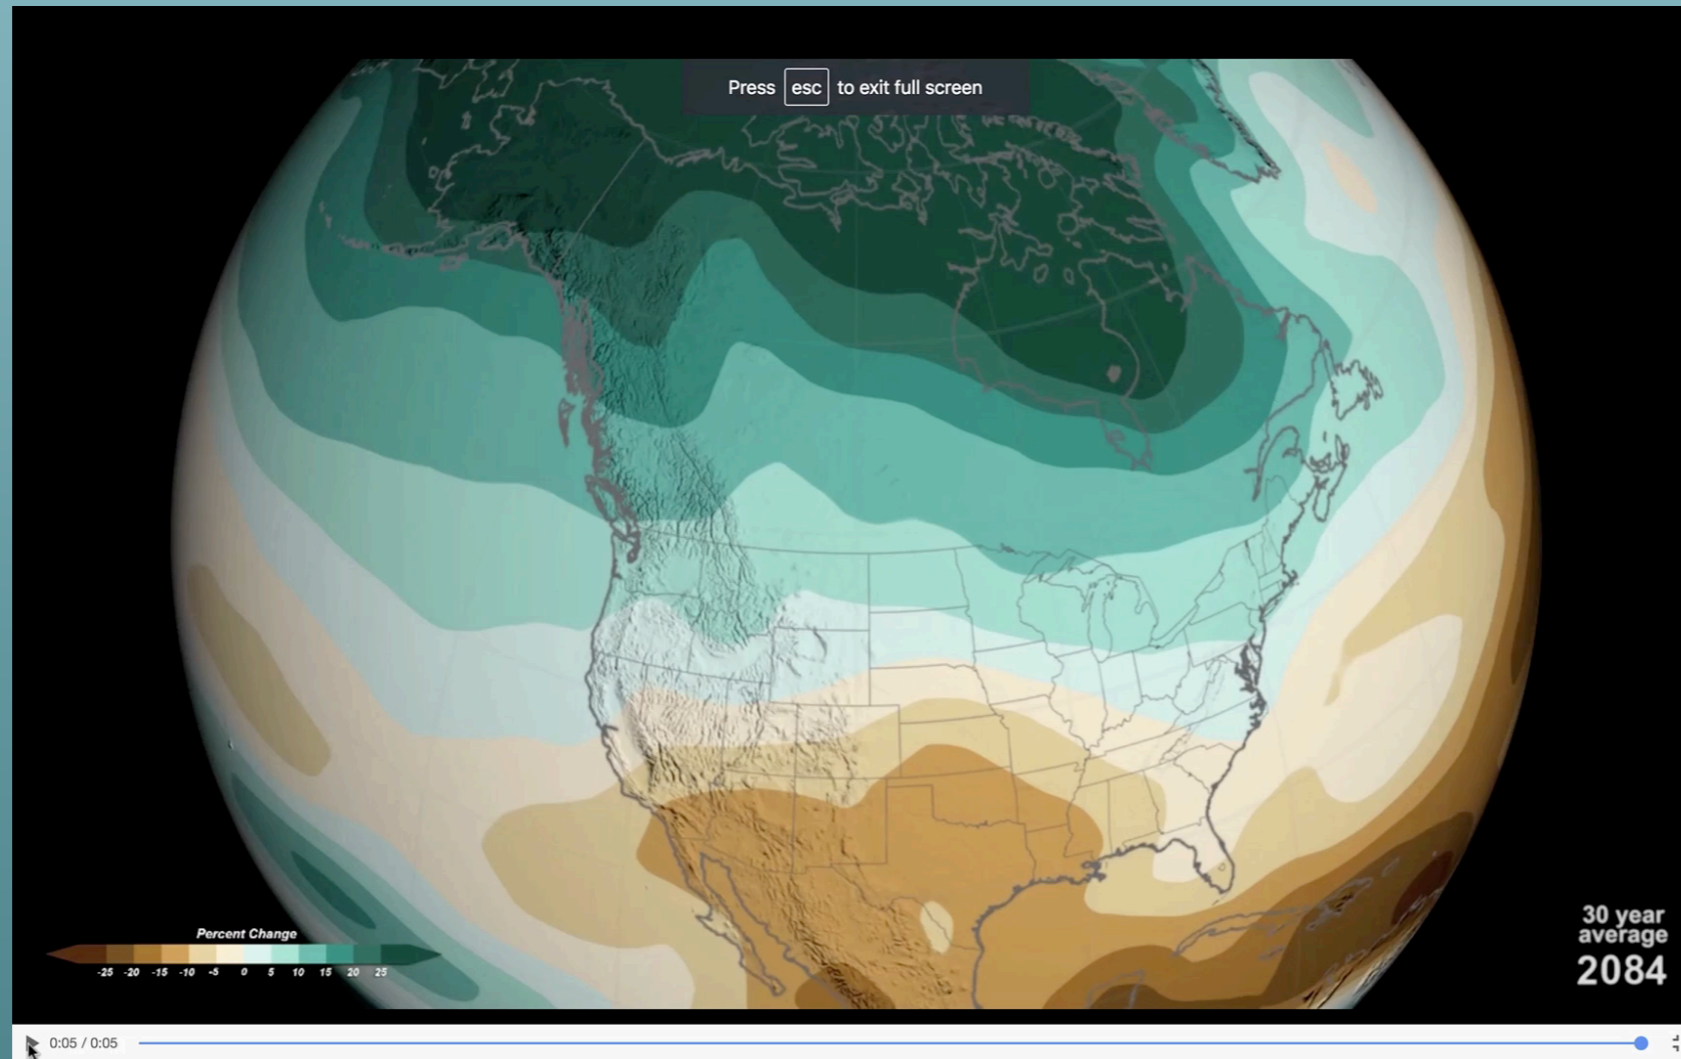 Press esc to exit full screen
Percent Change
-25 -20 -15 -10 -5 0 5 10 15 20 25
30 year
average
2084
0:05 / 0:05